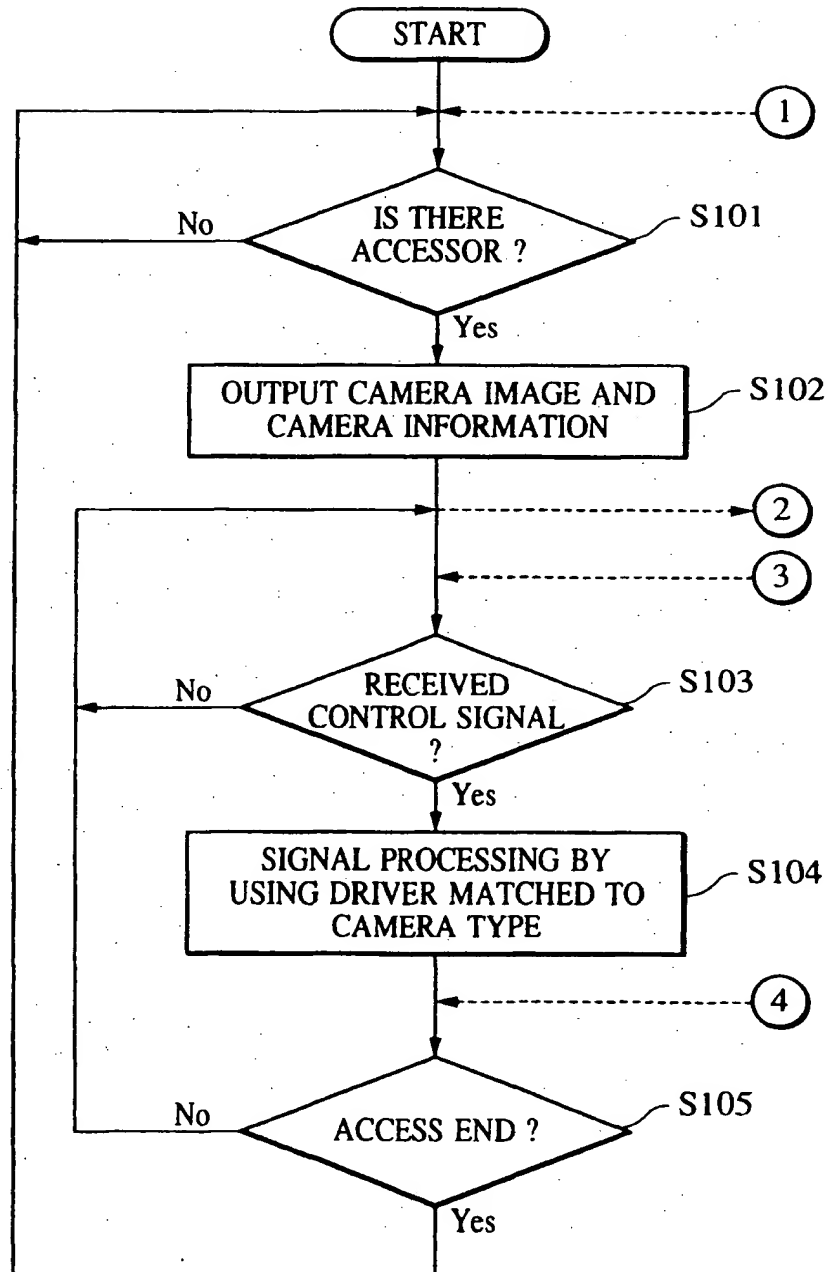 START
1
IS THERE
ACCESSOR ?
S101
No
Yes
OUTPUT CAMERA IMAGE AND
CAMERA INFORMATION
S102
2
3
RECEIVED
CONTROL SIGNAL
?
S103
No
Yes
SIGNAL PROCESSING BY
USING DRIVER MATCHED TO
CAMERA TYPE
S104
4
ACCESS END ?
S105
No
Yes